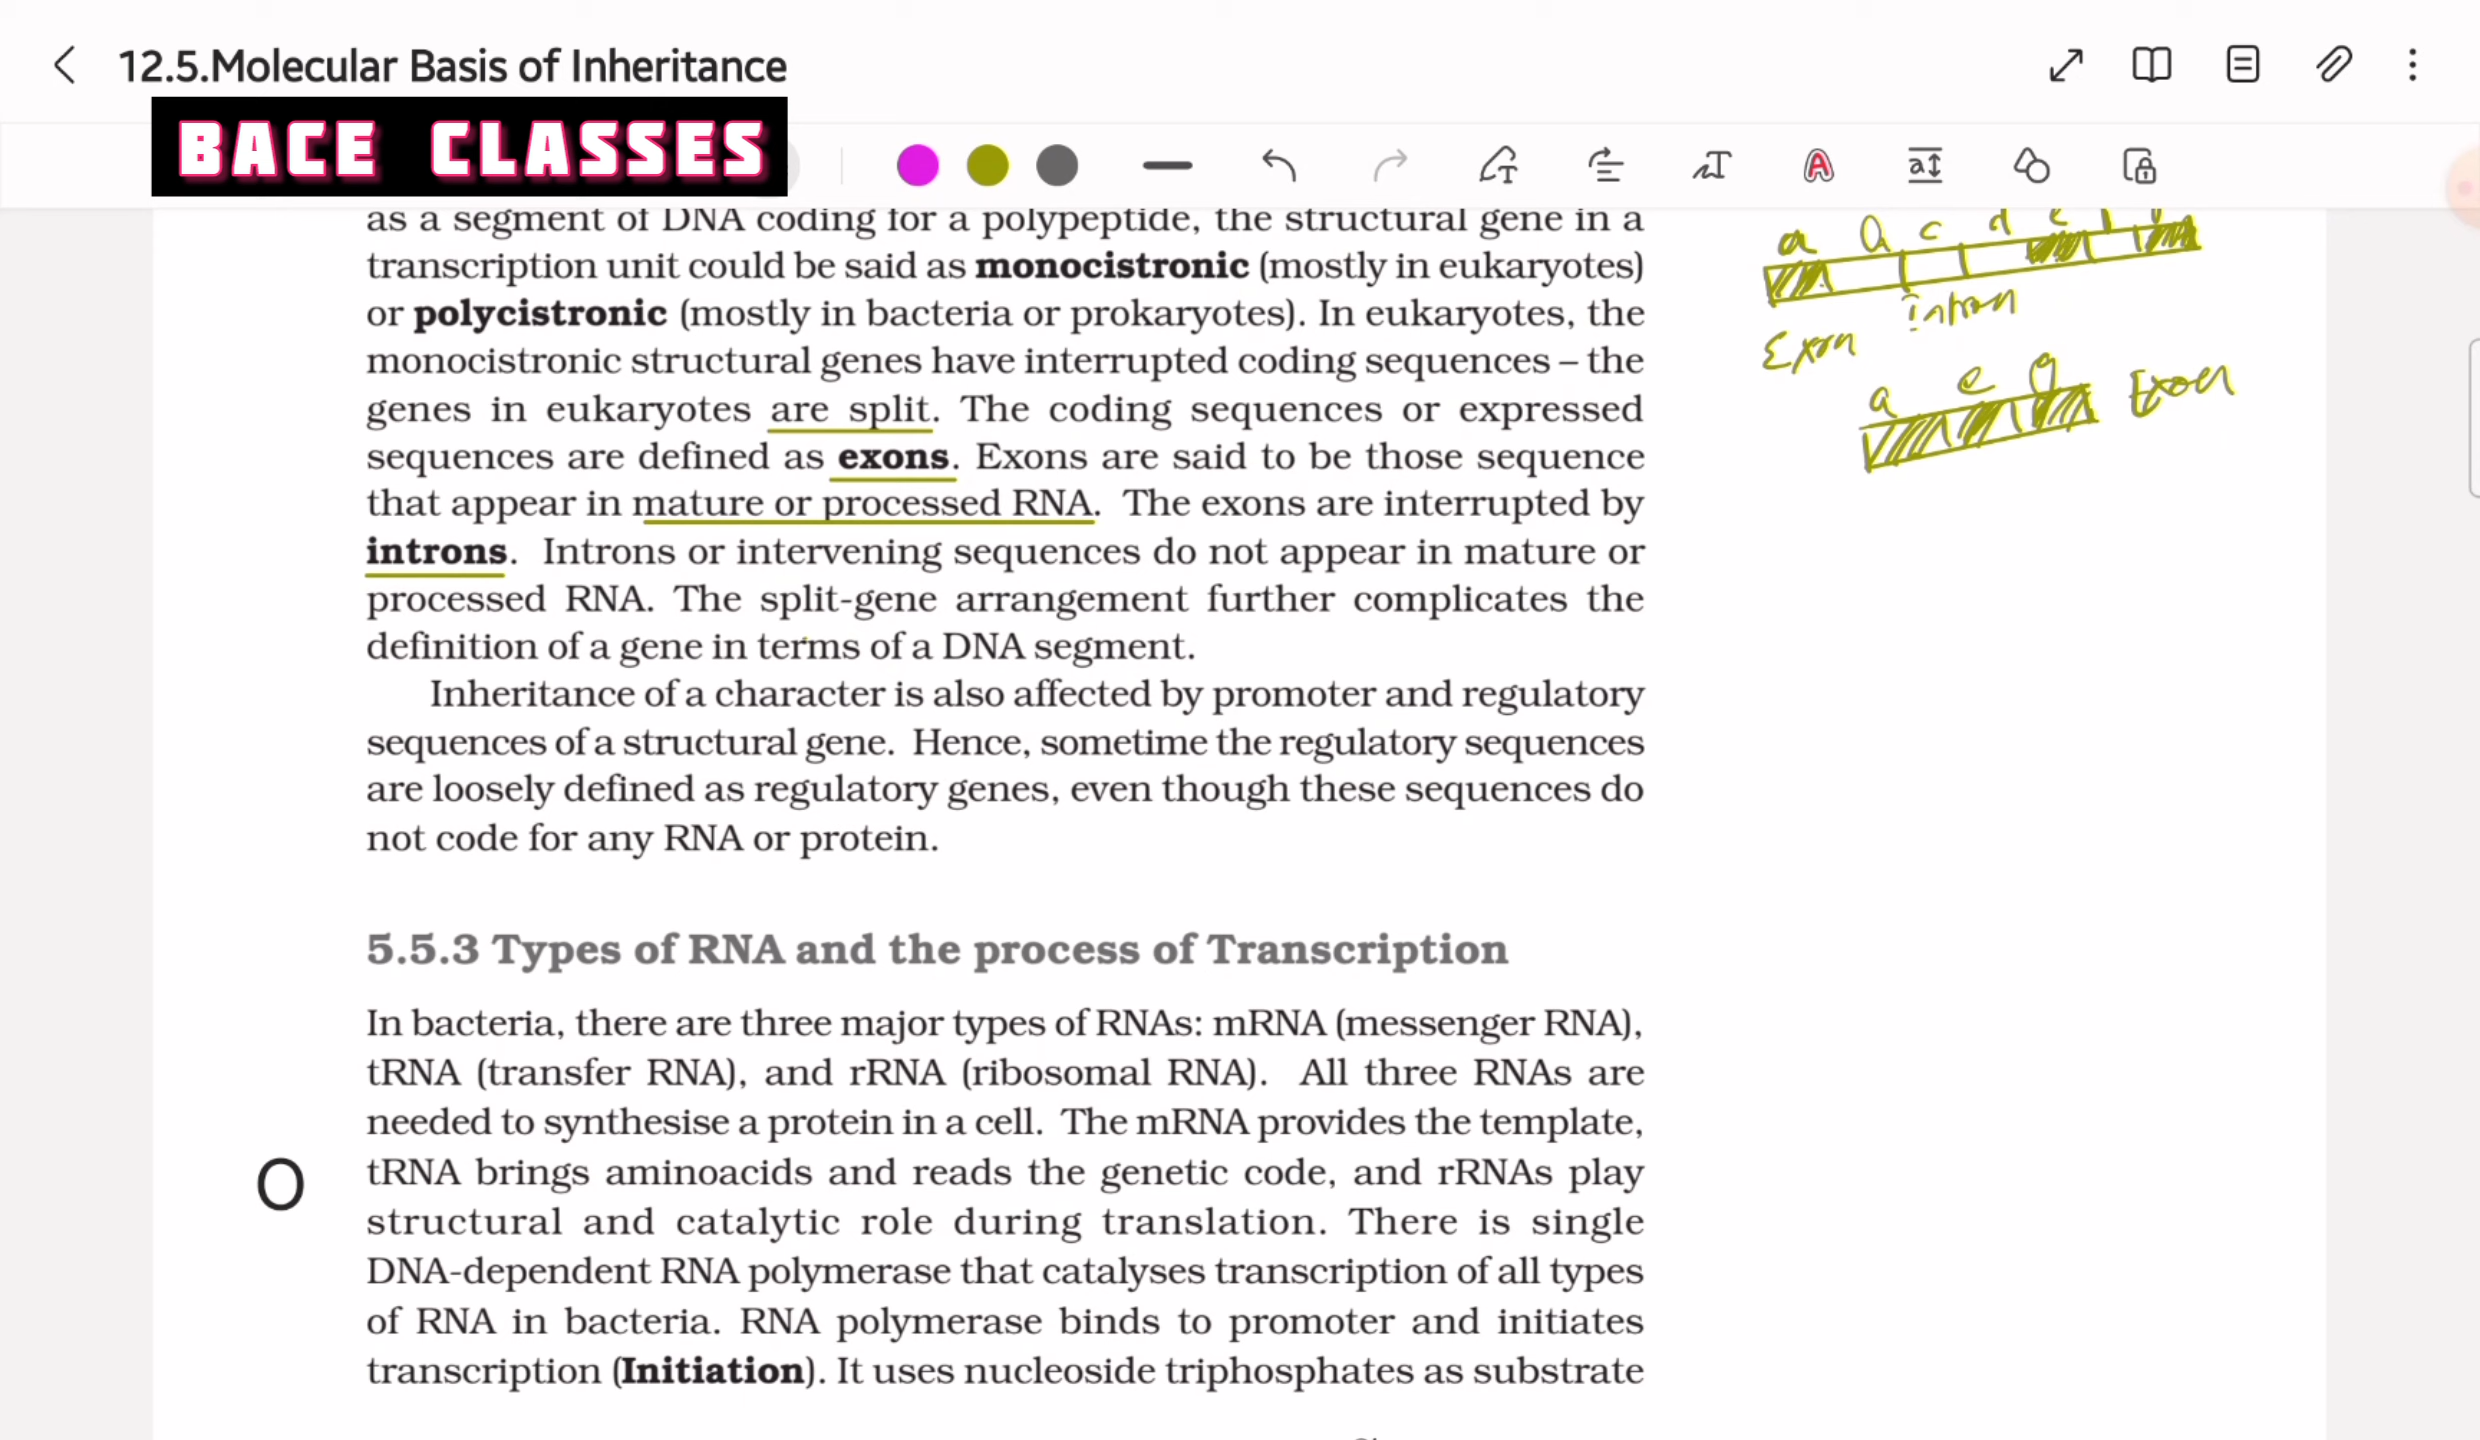 12.5.Molecular Basis of Inheritance
BACE CLASSES
as a segment of DNA coding for a polypeptide, the structural gene in a
transcription unit could be said as monocistronic (mostly in eukaryotes)
or polycistronic (mostly in bacteria or prokaryotes). In eukaryotes, the
monocistronic structural genes have interrupted coding sequences – the
genes in eukaryotes are split. The coding sequences or expressed
sequences are defined as exons. Exons are said to be those sequence
that appear in mature or processed RNA. The exons are interrupted by
introns. Introns or intervening sequences do not appear in mature or
processed RNA. The split-gene arrangement further complicates the
definition of a gene in terms of a DNA segment.
Inheritance of a character is also affected by promoter and regulatory
sequences of a structural gene. Hence, sometime the regulatory sequences
are loosely defined as regulatory genes, even though these sequences do
not code for any RNA or protein.
5.5.3 Types of RNA and the process of Transcription
In bacteria, there are three major types of RNAs: mRNA (messenger RNA),
tRNA (transfer RNA), and rRNA (ribosomal RNA). All three RNAs are
needed to synthesise a protein in a cell. The mRNA provides the template,
tRNA brings aminoacids and reads the genetic code, and rRNAs play
structural and catalytic role during translation. There is single
DNA-dependent RNA polymerase that catalyses transcription of all types
of RNA in bacteria. RNA polymerase binds to promoter and initiates
transcription (Initiation). It uses nucleoside triphosphates as substrate
O
a c d
intron
Exon
a e g Exon